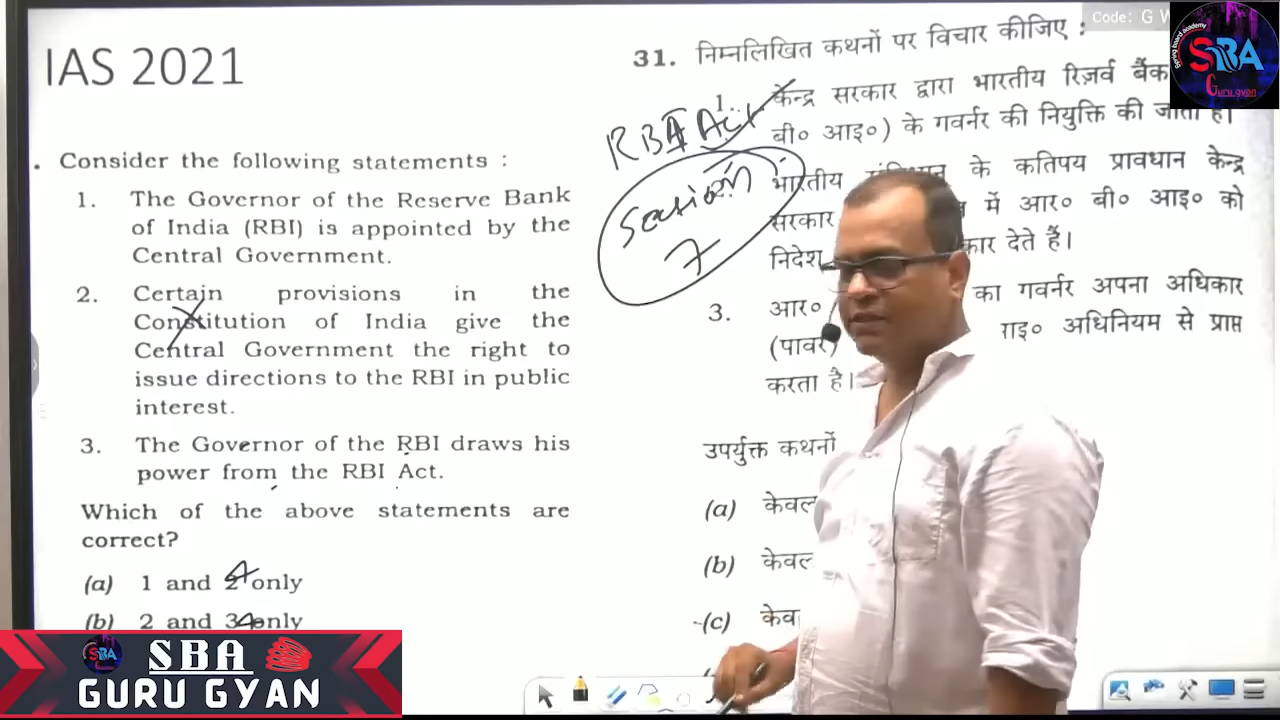 IAS 2021
Consider the following statements :
1. The Governor of the Reserve Bank
of India (RBI) is appointed by the
Central Government.
2. Certain provisions in the
Constitution of India give the
Central Government the right to
issue directions to the RBI in public
interest.
3. The Governor of the RBI draws his
power from the RBI Act.
Which of the above statements are
correct?
(a) 1 and 2 only
(b) 2 and 3 only
Code: G
31. निम्नलिखित कथनों पर विचार कीजिए :
1. केन्द्र सरकार द्वारा भारतीय रिज़र्व बैंक
बी० आइ०) के गवर्नर की नियुक्ति की जाती है।
भारतीय के कतिपय प्रावधान केन्द्र
सरकार में आर० बी० आइ० को
निदेश देते हैं।
3. आर० का गवर्नर अपना अधिकार
(पावर) अधिनियम से प्राप्त
करता है।
उपर्युक्त कथनों
(a) केवल
(b) केवल
(c)
RBI Act
Section
7
SBA
Guru.gyan
SBA
SBA
GURU GYAN